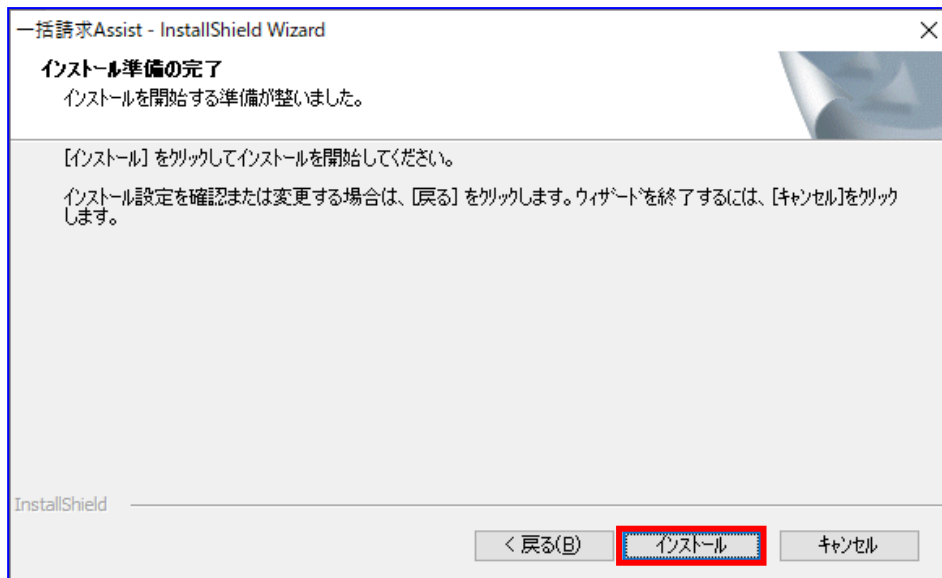 一括請求Assist - InstallShield Wizard
インストール準備の完了
インストールを開始する準備が整いました。
[インストール] をクリックしてインストールを開始してください。
インストール設定を確認または変更する場合は、[戻る] をクリックします。ウィザードを終了するには、[キャンセル]をクリック
します。
InstallShield
< 戻る(B)
インストール
キャンセル